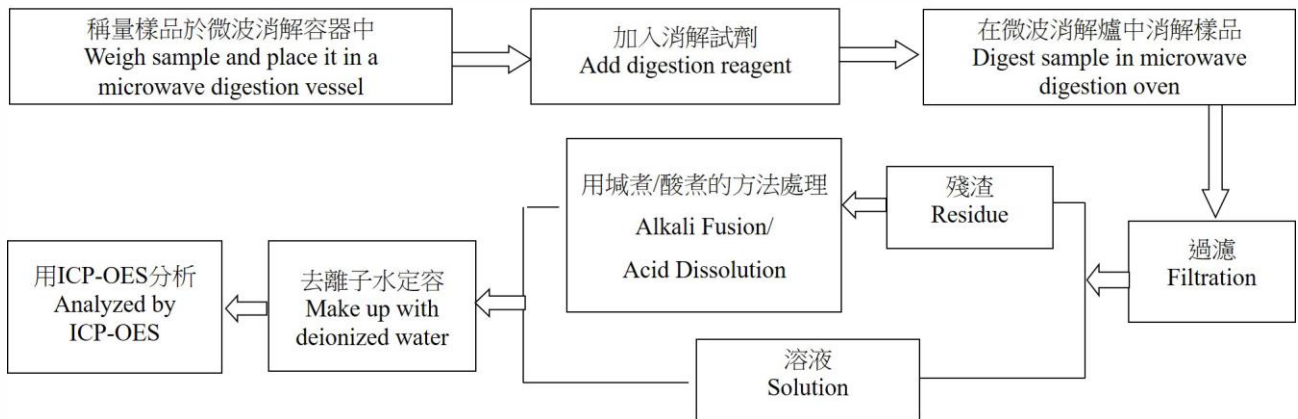 稱量樣品於微波消解容器中
Weigh sample and place it in a
microwave digestion vessel
加入消解試劑
Add digestion reagent
在微波消解爐中消解樣品
Digest sample in microwave
digestion oven
過濾
Filtration
殘渣
Residue
用堿煮/酸煮的方法處理
Alkali Fusion/
Acid Dissolution
溶液
Solution
去離子水定容
Make up with
deionized water
用ICP-OES分析
Analyzed by
ICP-OES